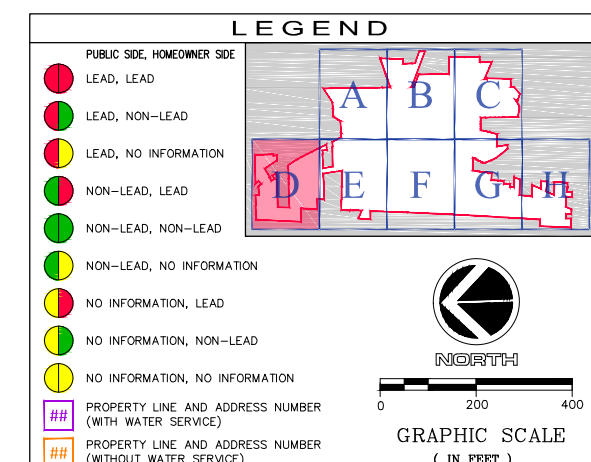 LEGEND
PUBLIC SIDE, HOMEOWNER SIDE
LEAD, LEAD
LEAD, NON-LEAD
LEAD, NO INFORMATION
NON-LEAD, LEAD
NON-LEAD, NON-LEAD
NON-LEAD, NO INFORMATION
NO INFORMATION, LEAD
NO INFORMATION, NON-LEAD
NO INFORMATION, NO INFORMATION
## PROPERTY LINE AND ADDRESS NUMBER
(WITH WATER SERVICE)
## PROPERTY LINE AND ADDRESS NUMBER
(WITHOUT WATER SERVICE)
A B C
D E F G H
NORTH
0 200 400
GRAPHIC SCALE
( IN FEET )